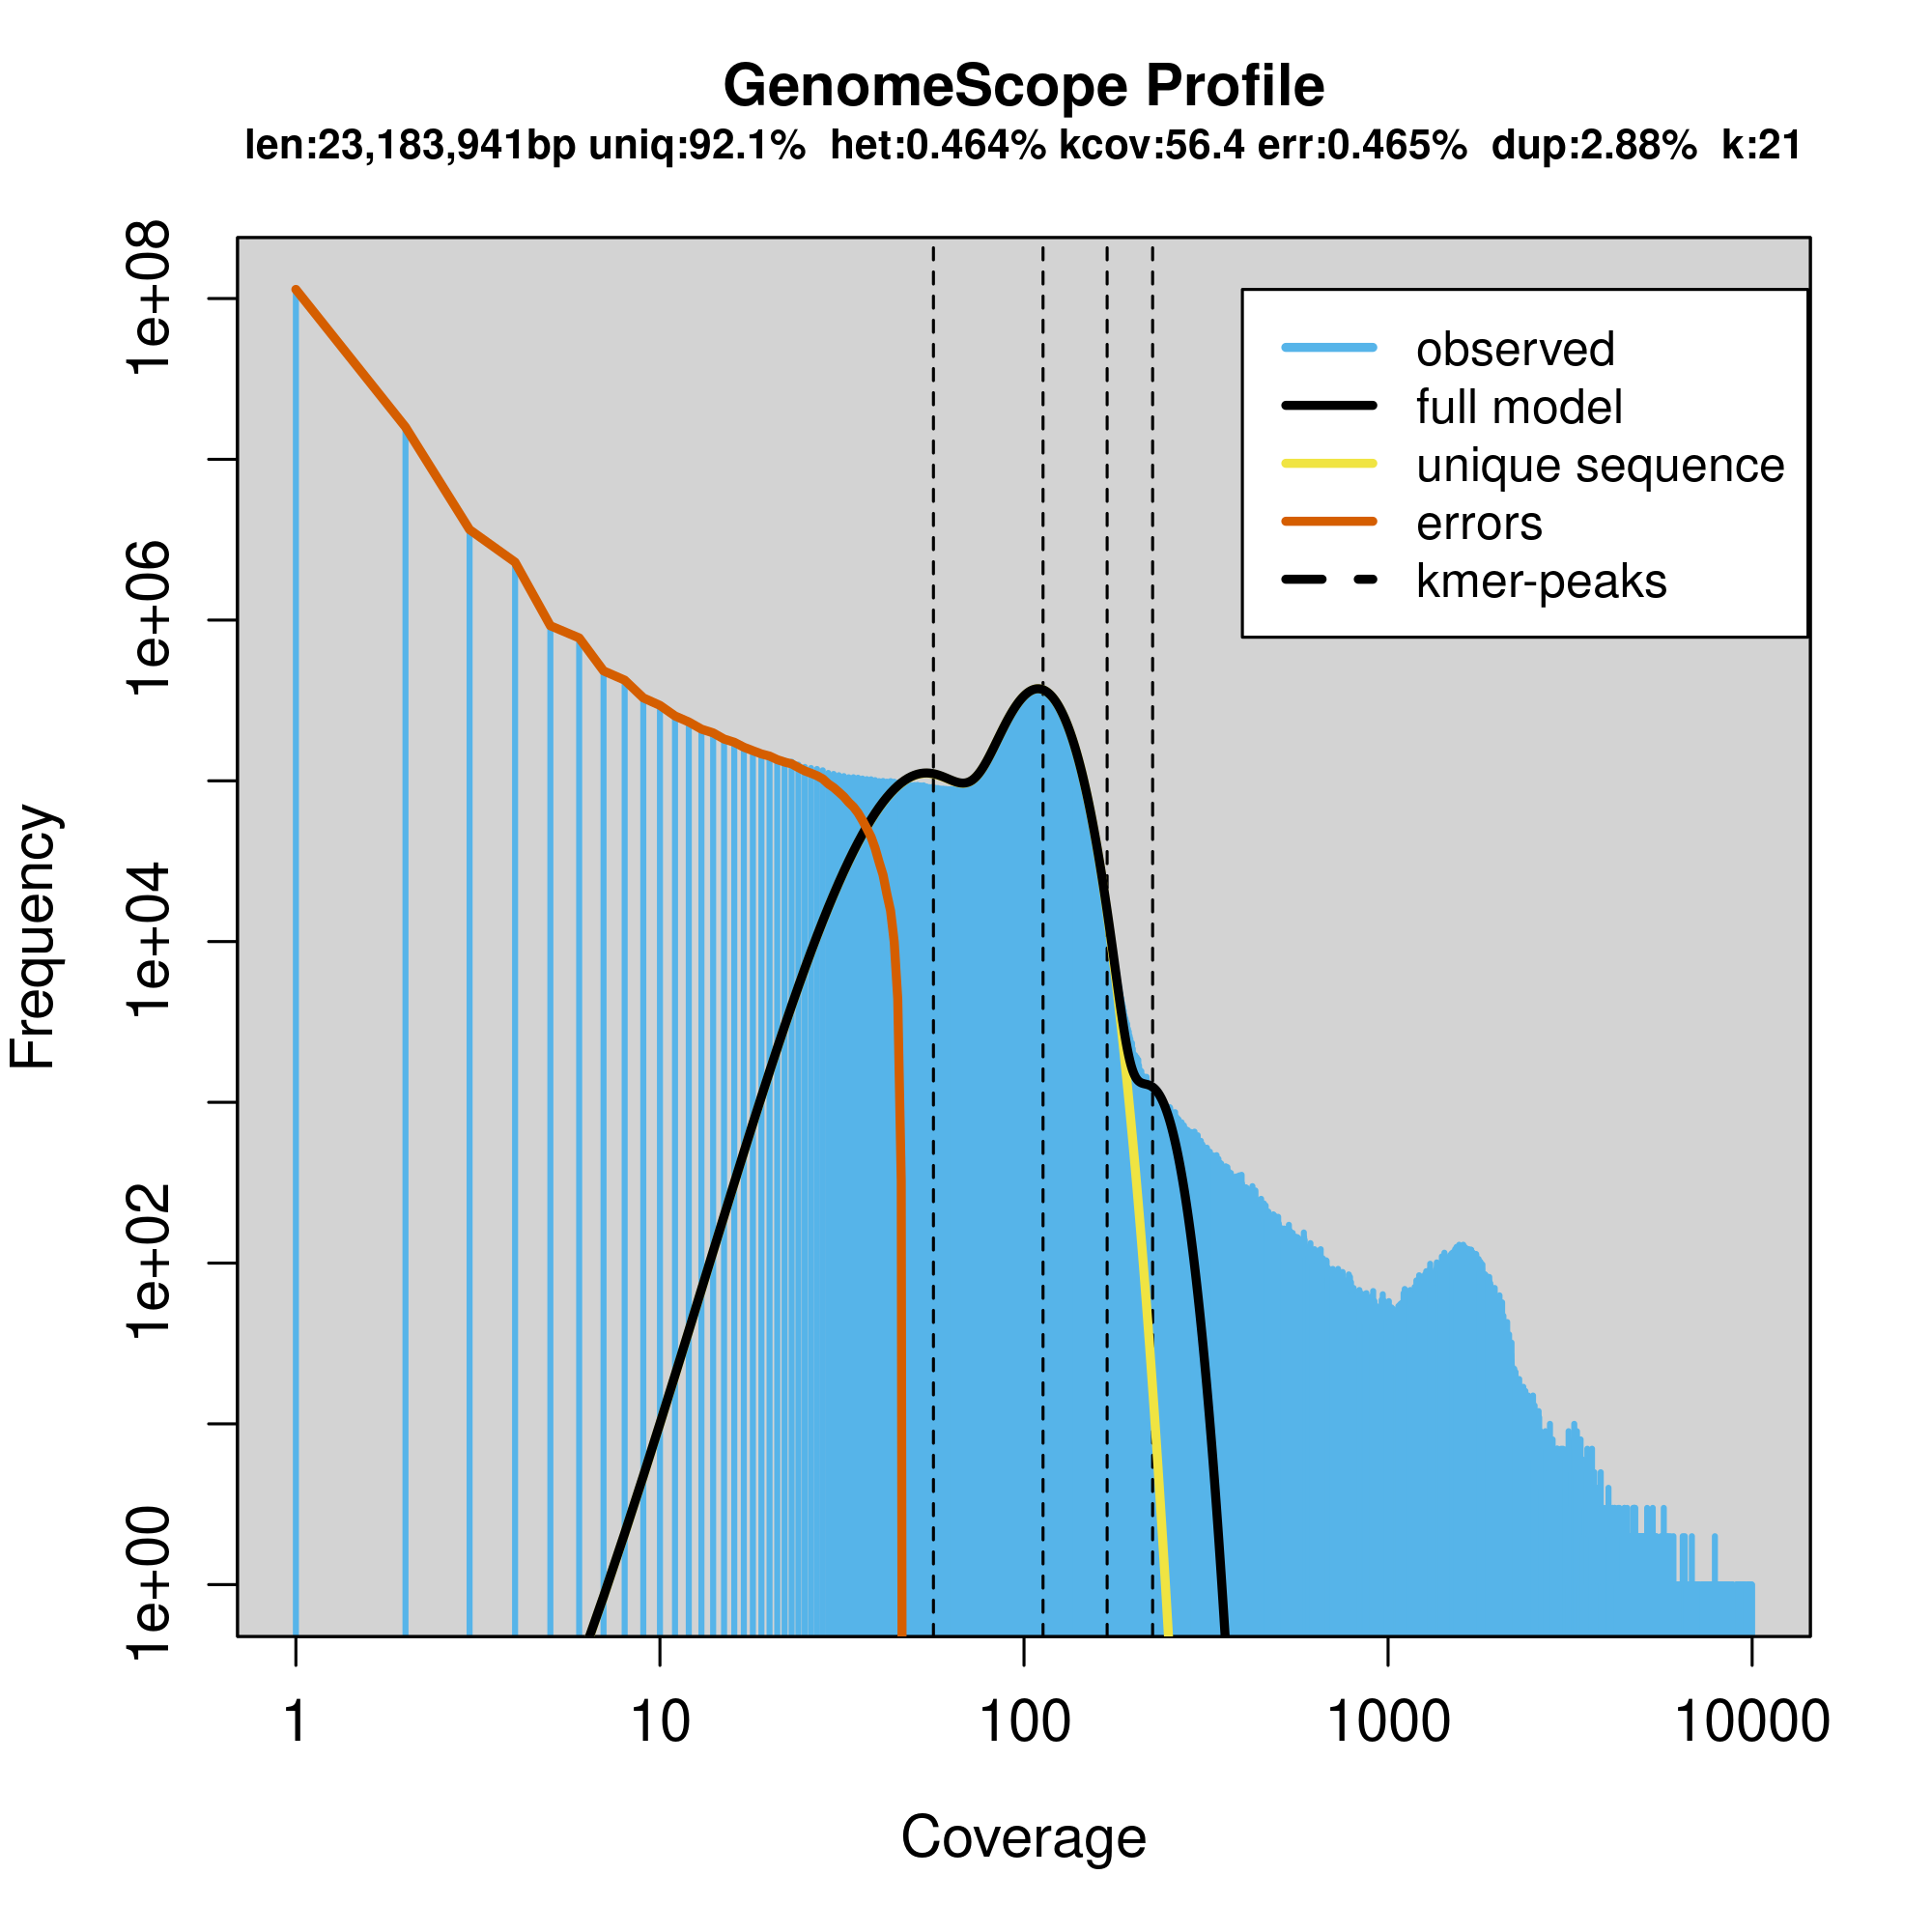 GenomeScope Profile
len:23,183,941bp uniq:92.1% het:0.464% kcov:56.4 err:0.465% dup:2.88% k:21
1e+08
1e+06
1e+04
1e+02
1e+00
Frequency
observed
full model
unique sequence
errors
kmer-peaks
1 10 100 1000 10000
Coverage